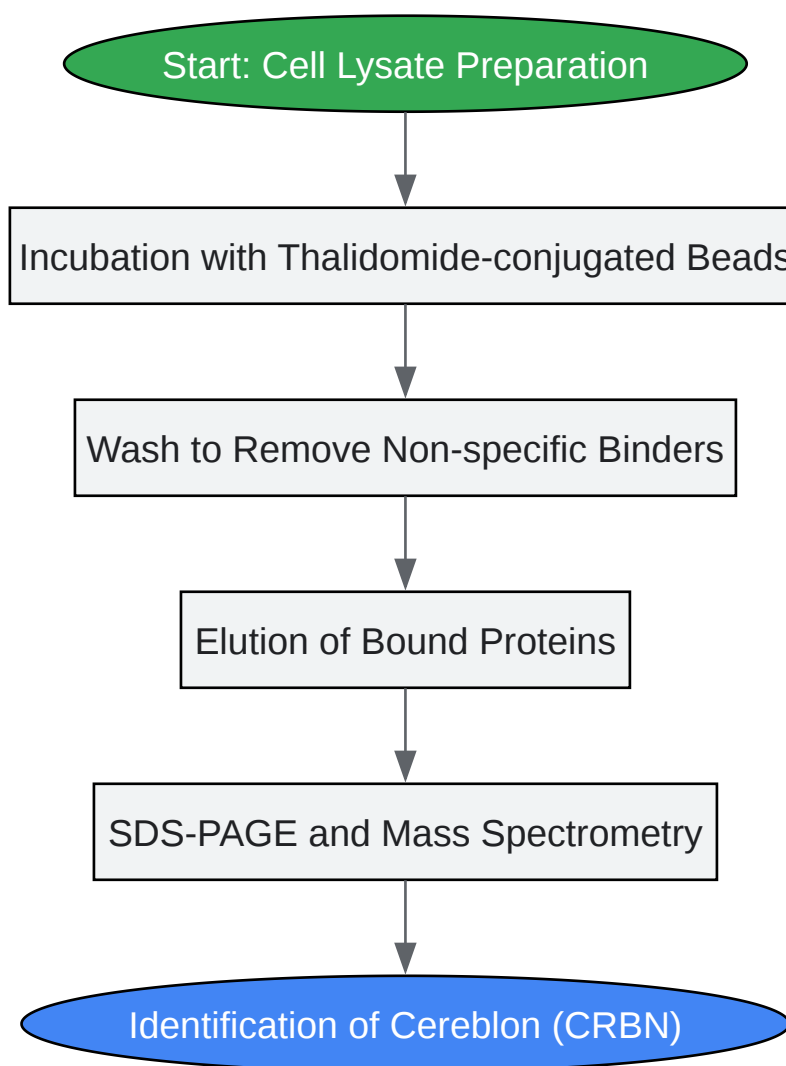 Start: Cell Lysate Preparation
Incubation with Thalidomide-conjugated Beads
Wash to Remove Non-specific Binders
Elution of Bound Proteins
SDS-PAGE and Mass Spectrometry
Identification of Cereblon (CRBN)